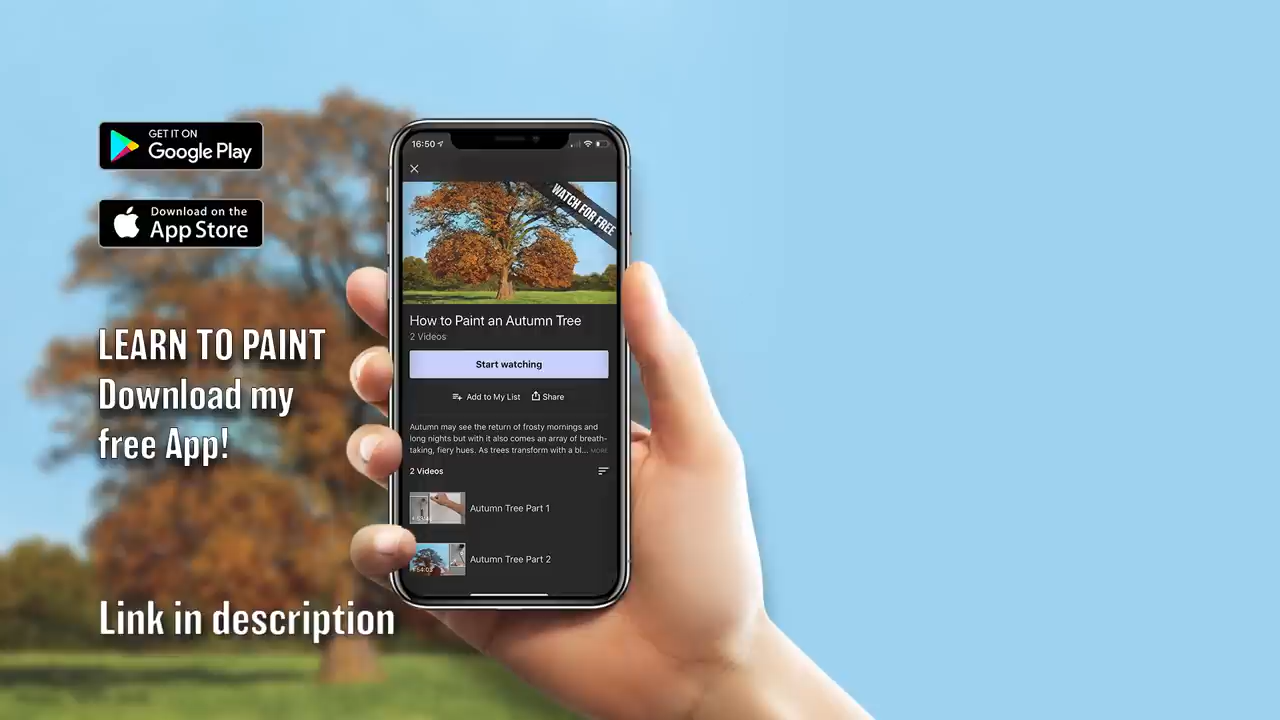 GET IT ON
Google Play
Download on the
App Store
LEARN TO PAINT
Download my
free App!
Link in description
16:50
WATCH FOR FREE
How to Paint an Autumn Tree
2 Videos
Start watching
Add to My List
Share
Autumn may see the return of frosty mornings and
long nights but with it also comes an array of breath-
taking, fiery hues. As trees transform with a bl... MORE
2 Videos
Autumn Tree Part 1
Autumn Tree Part 2